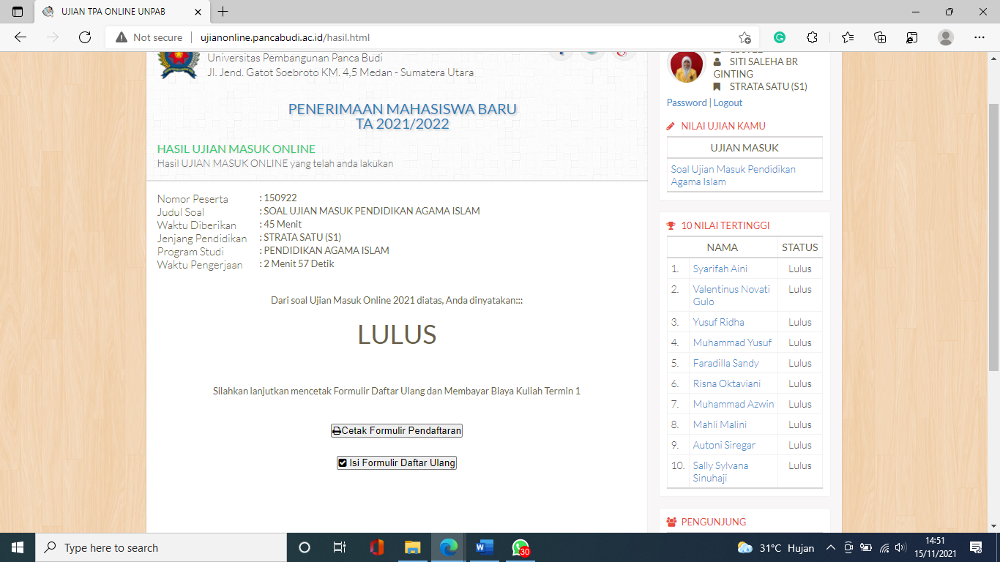 UJIAN TPA ONLINE UNPAB
Not secure
ujianonline.pancabudi.ac.id/hasil.html
Universitas Pembangunan Panca Budi
Jl. Jend. Gatot Soebroto KM. 4,5 Medan - Sumatera Utara
PENERIMAAN MAHASISWA BARU
TA 2021/2022
HASIL UJIAN MASUK ONLINE
Hasil UJIAN MASUK ONLINE yang telah anda lakukan
Nomor Peserta : 150922
Judul Soal : SOAL UJIAN MASUK PENDIDIKAN AGAMA ISLAM
Waktu Diberikan : 45 Menit
Jenjang Pendidikan : STRATA SATU (S1)
Program Studi : PENDIDIKAN AGAMA ISLAM
Waktu Pengerjaan : 2 Menit 57 Detik
Dari soal Ujian Masuk Online 2021 diatas, Anda dinyatakan:::
LULUS
Silahkan lanjutkan mencetak Formulir Daftar Ulang dan Membayar Biaya Kuliah Termin 1
Cetak Formulir Pendaftaran
Isi Formulir Daftar Ulang
SITI SALEHA BR
GINTING
STRATA SATU (S1)
Password | Logout
NILAI UJIAN KAMU
UJIAN MASUK
Soal Ujian Masuk Pendidikan
Agama Islam
10 NILAI TERTINGGI
NAMA STATUS
1. Syarifah Aini Lulus
2. Valentinus Novati Lulus
Gulo
3. Yusuf Ridha Lulus
4. Muhammad Yusuf Lulus
5. Faradilla Sandy Lulus
6. Risna Oktaviani Lulus
7. Muhammad Azwin Lulus
8. Mahli Malini Lulus
9. Autoni Siregar Lulus
10. Sally Sylvana Lulus
Sinuhaji
PENGUNJUNG
Type here to search
30
31°C Hujan
14:51
15/11/2021